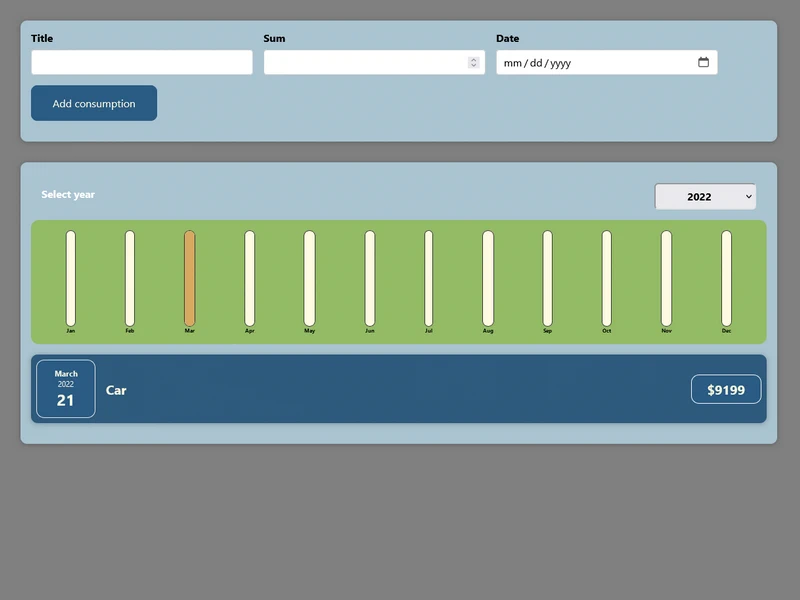 Title Sum Date
mm/dd/yyyy
Add consumption
Select year 2022
Jan Feb Mar Apr May Jun Jul Aug Sep Oct Nov Dec
March
2022
21
Car
$9199